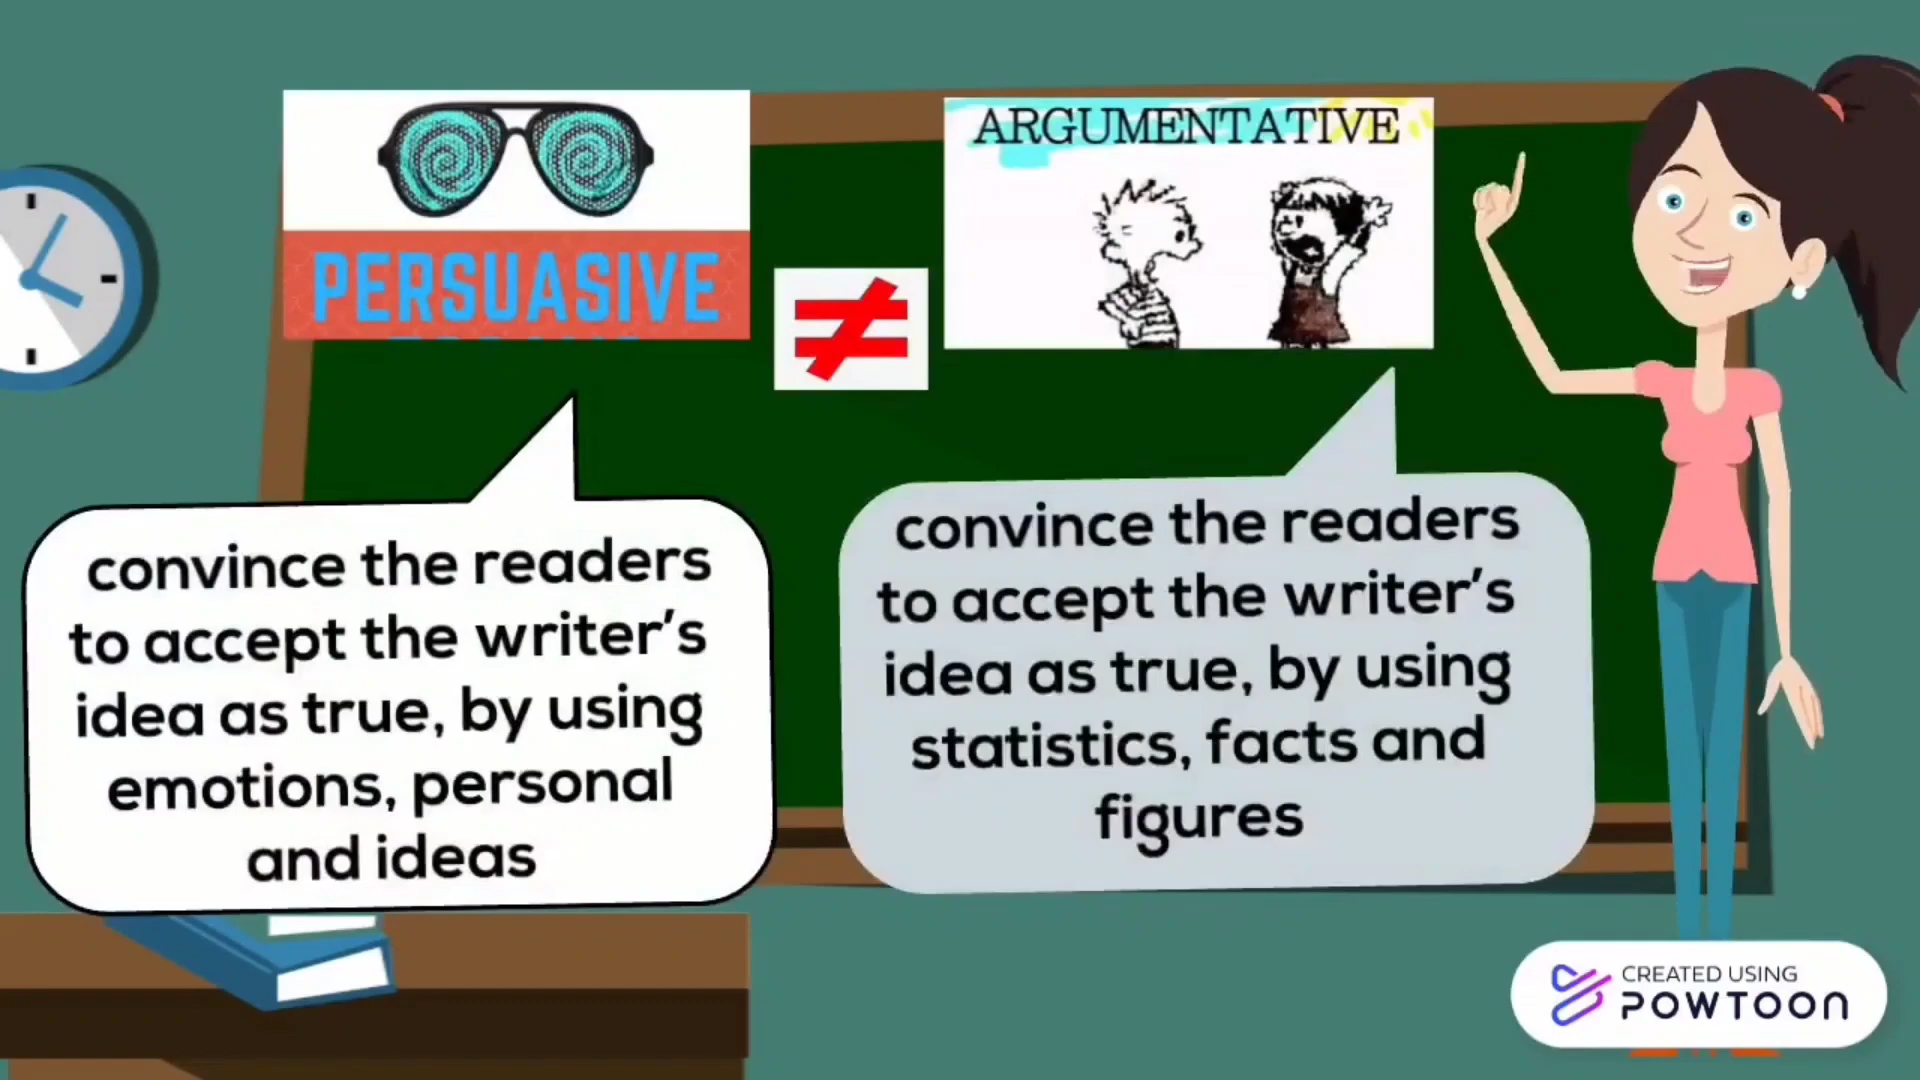 PERSUASIVE
ARGUMENTATIVE
convince the readers
to accept the writer's
idea as true, by using
emotions, personal
and ideas
convince the readers
to accept the writer's
idea as true, by using
statistics, facts and
figures
CREATED USING
POWTOON